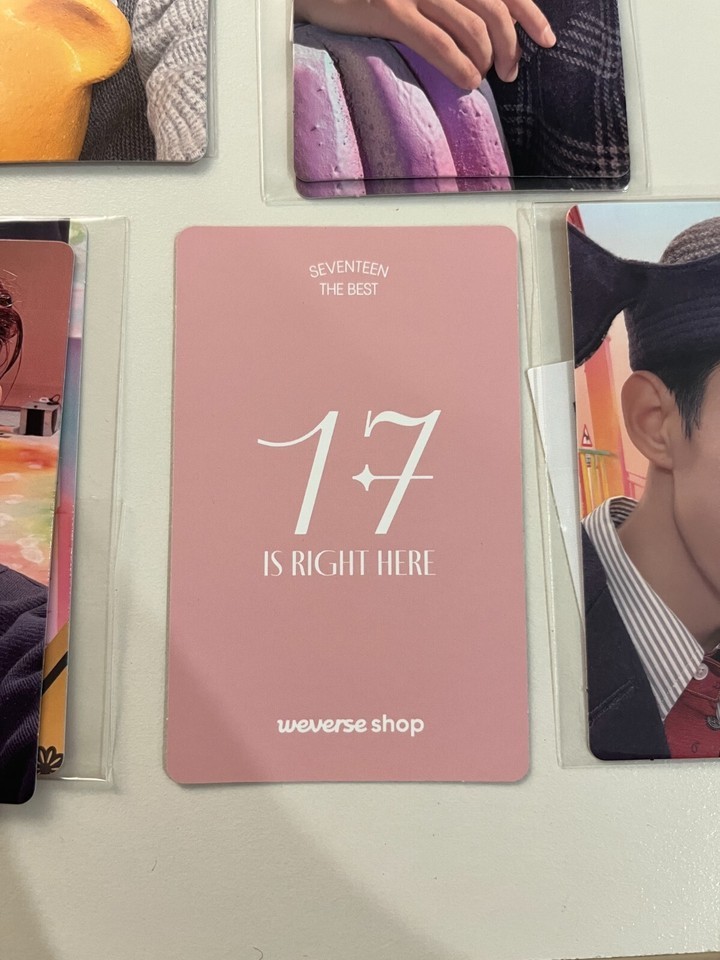 SEVENTEEN
THE BEST
17
IS RIGHT HERE
weverse shop